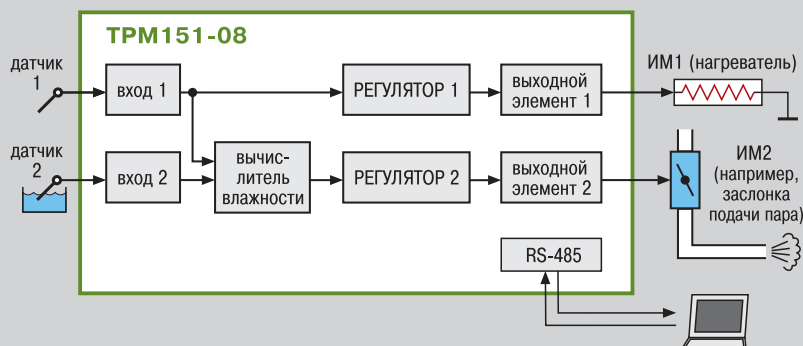 ТРМ151-08
датчик
1
вход 1
РЕГУЛЯТОР 1
выходной
элемент 1
ИМ1 (нагреватель)
датчик
2
вход 2
вычис-
литель
влажности
РЕГУЛЯТОР 2
выходной
элемент 2
ИМ2
(например,
заслонка
подачи пара)
RS-485